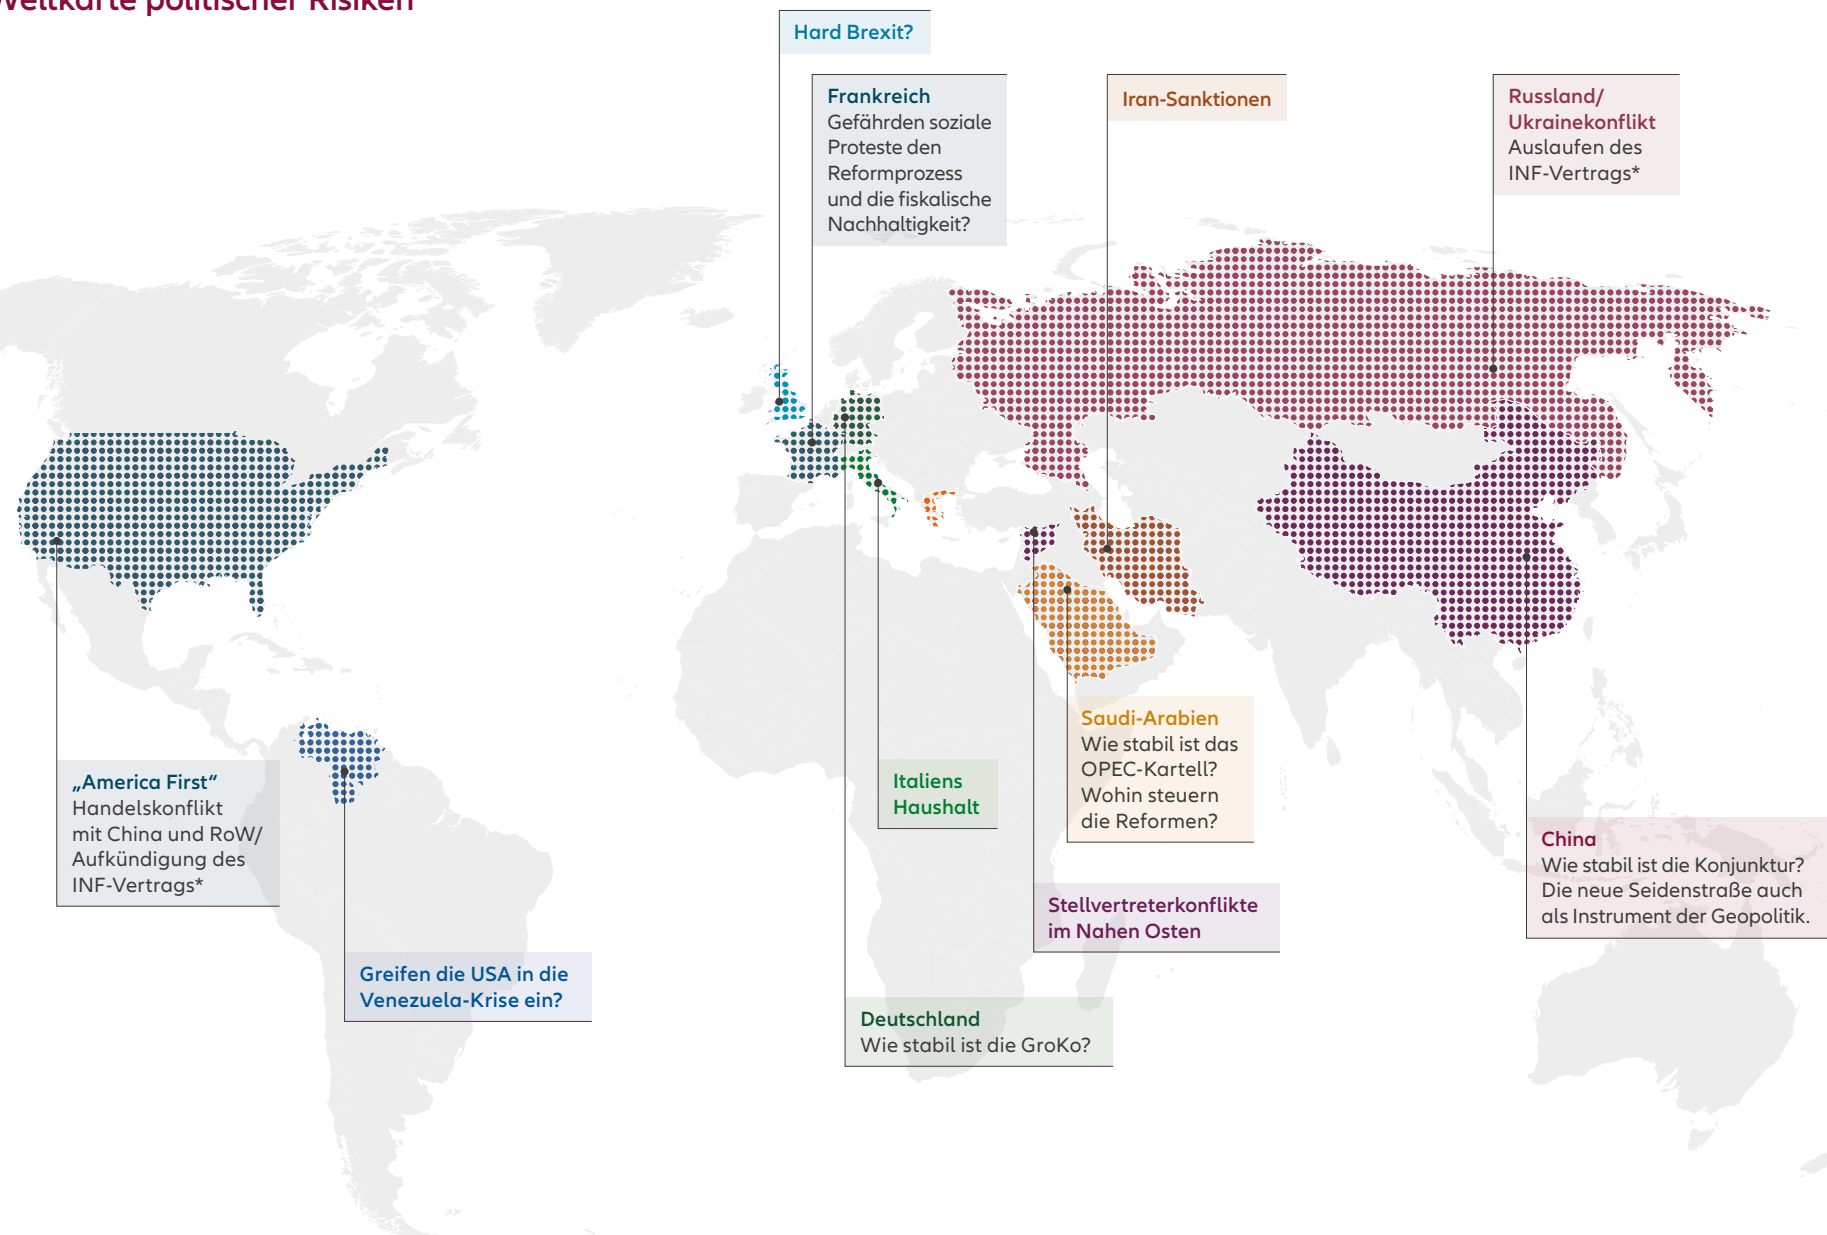 Weltkarte politischer Risiken
Hard Brexit?
Frankreich
Gefährden soziale
Proteste den
Reformprozess
und die fiskalische
Nachhaltigkeit?
Iran-Sanktionen
Russland/
Ukrainekonflikt
Auslaufen des
INF-Vertrags*
„America First“
Handelskonflikt
mit China und RoW/
Aufkündigung des
INF-Vertrags*
Greifen die USA in die
Venezuela-Krise ein?
Italiens
Haushalt
Saudi-Arabien
Wie stabil ist das
OPEC-Kartell?
Wohin steuern
die Reformen?
Stellvertreterkonflikte
im Nahen Osten
Deutschland
Wie stabil ist die GroKo?
China
Wie stabil ist die Konjunktur?
Die neue Seidenstraße auch
als Instrument der Geopolitik.